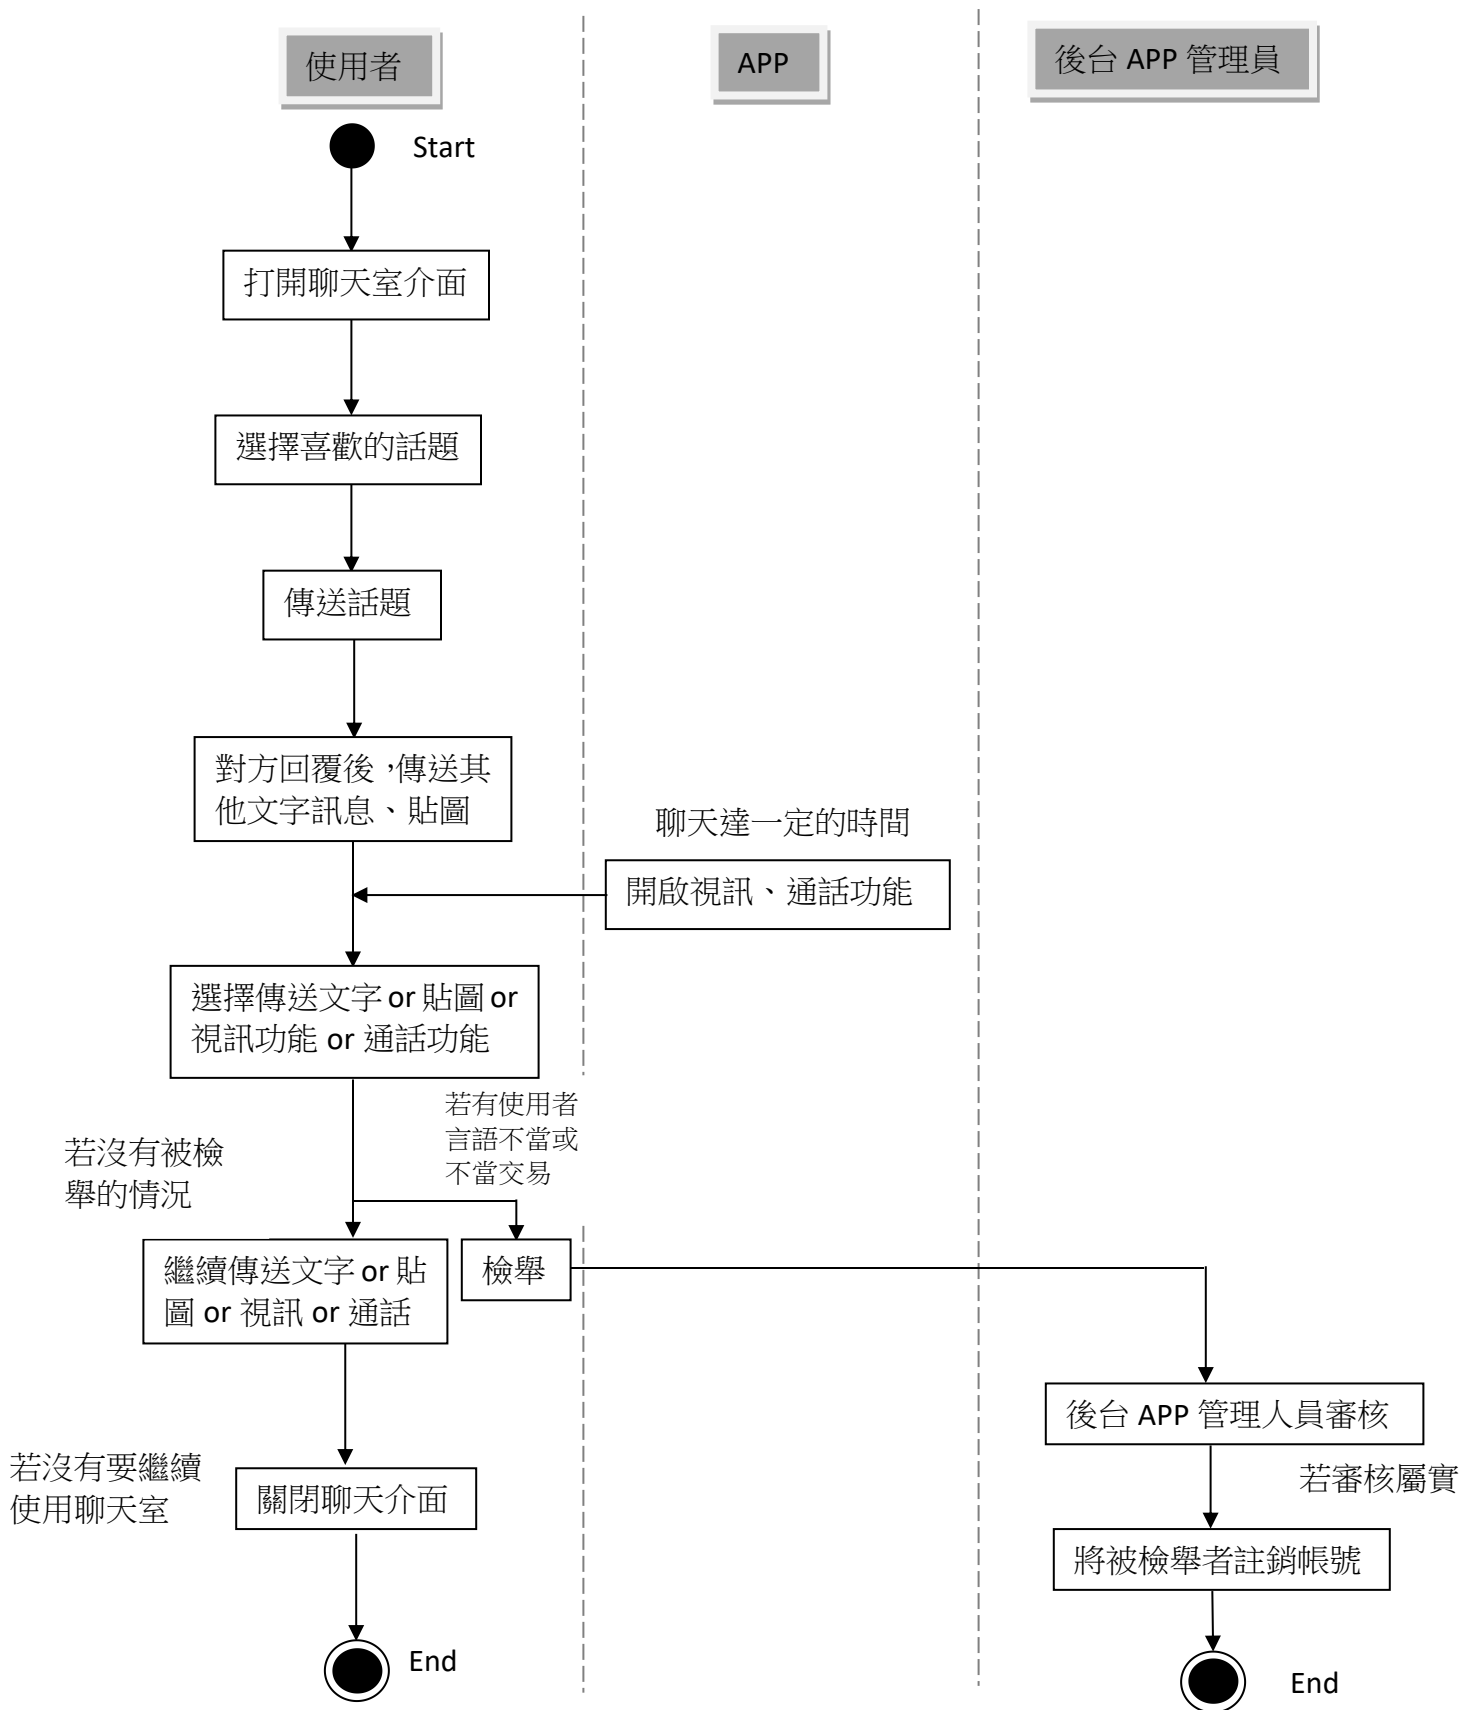 使用者
APP
後台 APP 管理員
Start
打開聊天室介面
選擇喜歡的話題
傳送話題
對方回覆後,傳送其
他文字訊息、貼圖
聊天達一定的時間
開啟視訊、通話功能
選擇傳送文字 or 貼圖 or
視訊功能 or 通話功能
若有使用者
言語不當或
不當交易
若沒有被檢
舉的情況
繼續傳送文字 or 貼
圖 or 視訊 or 通話
檢舉
後台 APP 管理人員審核
若沒有要繼續
使用聊天室
關閉聊天介面
若審核屬實
將被檢舉者註銷帳號
End
End